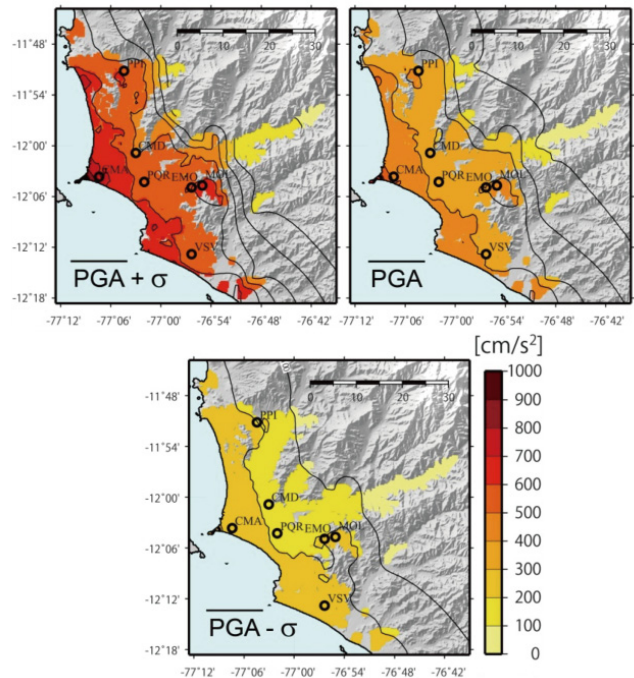 -11°48'
-11°54'
-12°00'
-12°06'
-12°12'
-12°18'
0 10 20 30
PPI
CMD
CMA
PQR
EMO
MOL
VSV
PGA + σ
-77°12' -77°06' -77°00' -76°54' -76°48' -76°42'
0 10 20 30
PPI
CMD
CMA
PQR
EMO
MOL
VSV
PGA
-77°12' -77°06' -77°00' -76°54' -76°48' -76°42'
-11°48'
-11°54'
-12°00'
-12°06'
-12°12'
-12°18'
0 10 20 30
PPI
CMD
CMA
PQR
EMO
MOL
VSV
PGA - σ
-77°12' -77°06' -77°00' -76°54' -76°48' -76°42'
[cm/s²]
1000
900
800
700
600
500
400
300
200
100
0